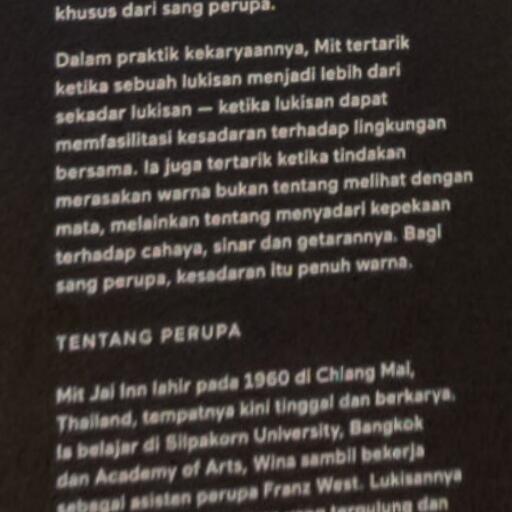 khusus dari sang perupa.
Dalam praktik kekaryaannya, Mit tertarik
ketika sebuah lukisan menjadi lebih dari
sekadar lukisan — ketika lukisan dapat
memfasilitasi kesadaran terhadap lingkungan
bersama. Ia juga tertarik ketika tindakan
merasakan warna bukan tentang melihat dengan
mata, melainkan tentang menyadari kepekaan
terhadap cahaya, sinar dan getarannya. Bagi
sang perupa, kesadaran itu penuh warna.
TENTANG PERUPA
Mit Jai Inn lahir pada 1960 di Chiang Mai,
Thailand, tempatnya kini tinggal dan berkarya.
Ia belajar di Silpakorn University, Bangkok
dan Academy of Arts, Wina sambil bekerja
sebagai asisten perupa Franz West. Lukisannya
tergulung dan